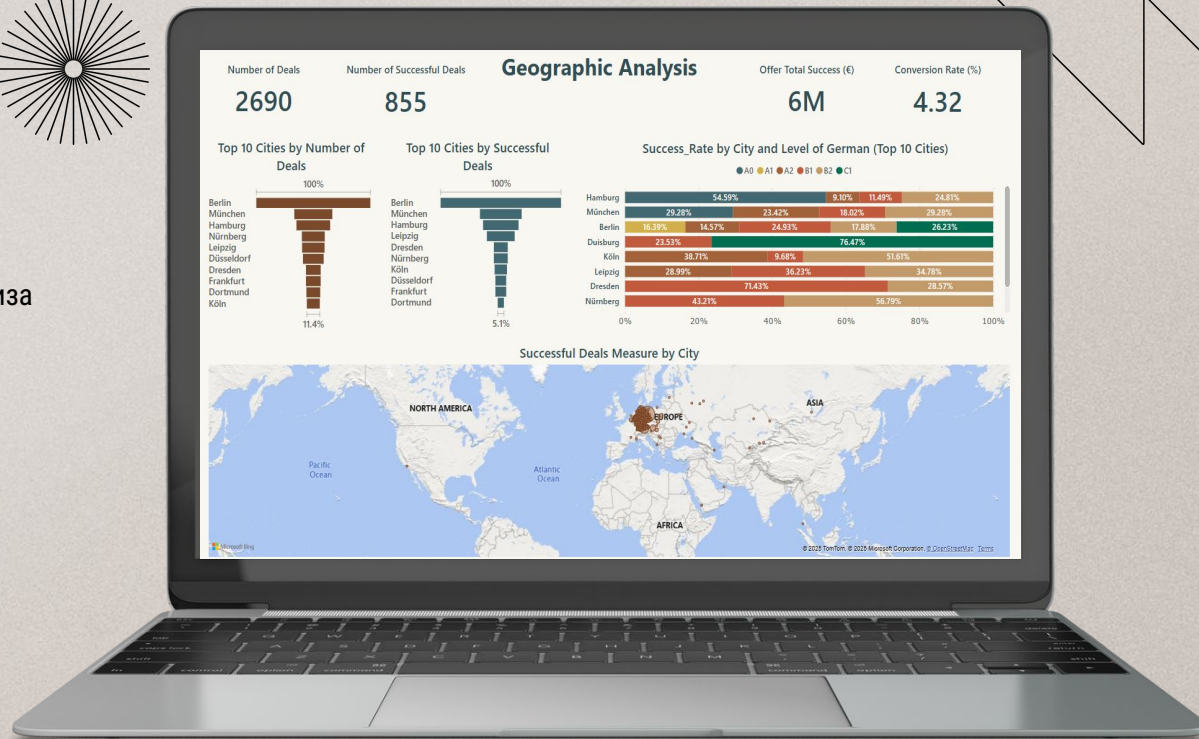 иза
Geographic Analysis
Number of Deals
2690
Number of Successful Deals
855
Offer Total Success (€)
6M
Conversion Rate (%)
4.32
Top 10 Cities by Number of
Deals
100%
Berlin
München
Hamburg
Nürnberg
Leipzig
Düsseldorf
Dresden
Frankfurt
Dortmund
Köln
11.4%
Top 10 Cities by Successful
Deals
100%
Berlin
München
Hamburg
Leipzig
Dresden
Nürnberg
Köln
Düsseldorf
Frankfurt
Dortmund
5.1%
Success_Rate by City and Level of German (Top 10 Cities)
A0 A1 A2 B1 B2 C1
Hamburg 54.59% 9.10% 11.49% 24.81%
München 29.28% 23.42% 18.02% 29.28%
Berlin 16.39% 14.57% 24.93% 17.88% 26.23%
Duisburg 23.53% 76.47%
Köln 38.71% 9.68% 51.61%
Leipzig 28.99% 36.23% 34.78%
Dresden 71.43% 28.57%
Nürnberg 43.21% 56.79%
0% 20% 40% 60% 80% 100%
Successful Deals Measure by City
NORTH AMERICA
EUROPE
ASIA
Pacific
Ocean
Atlantic
Ocean
AFRICA
Microsoft Bing
© 2025 TomTom, © 2025 Microsoft Corporation, © OpenStreetMap Terms